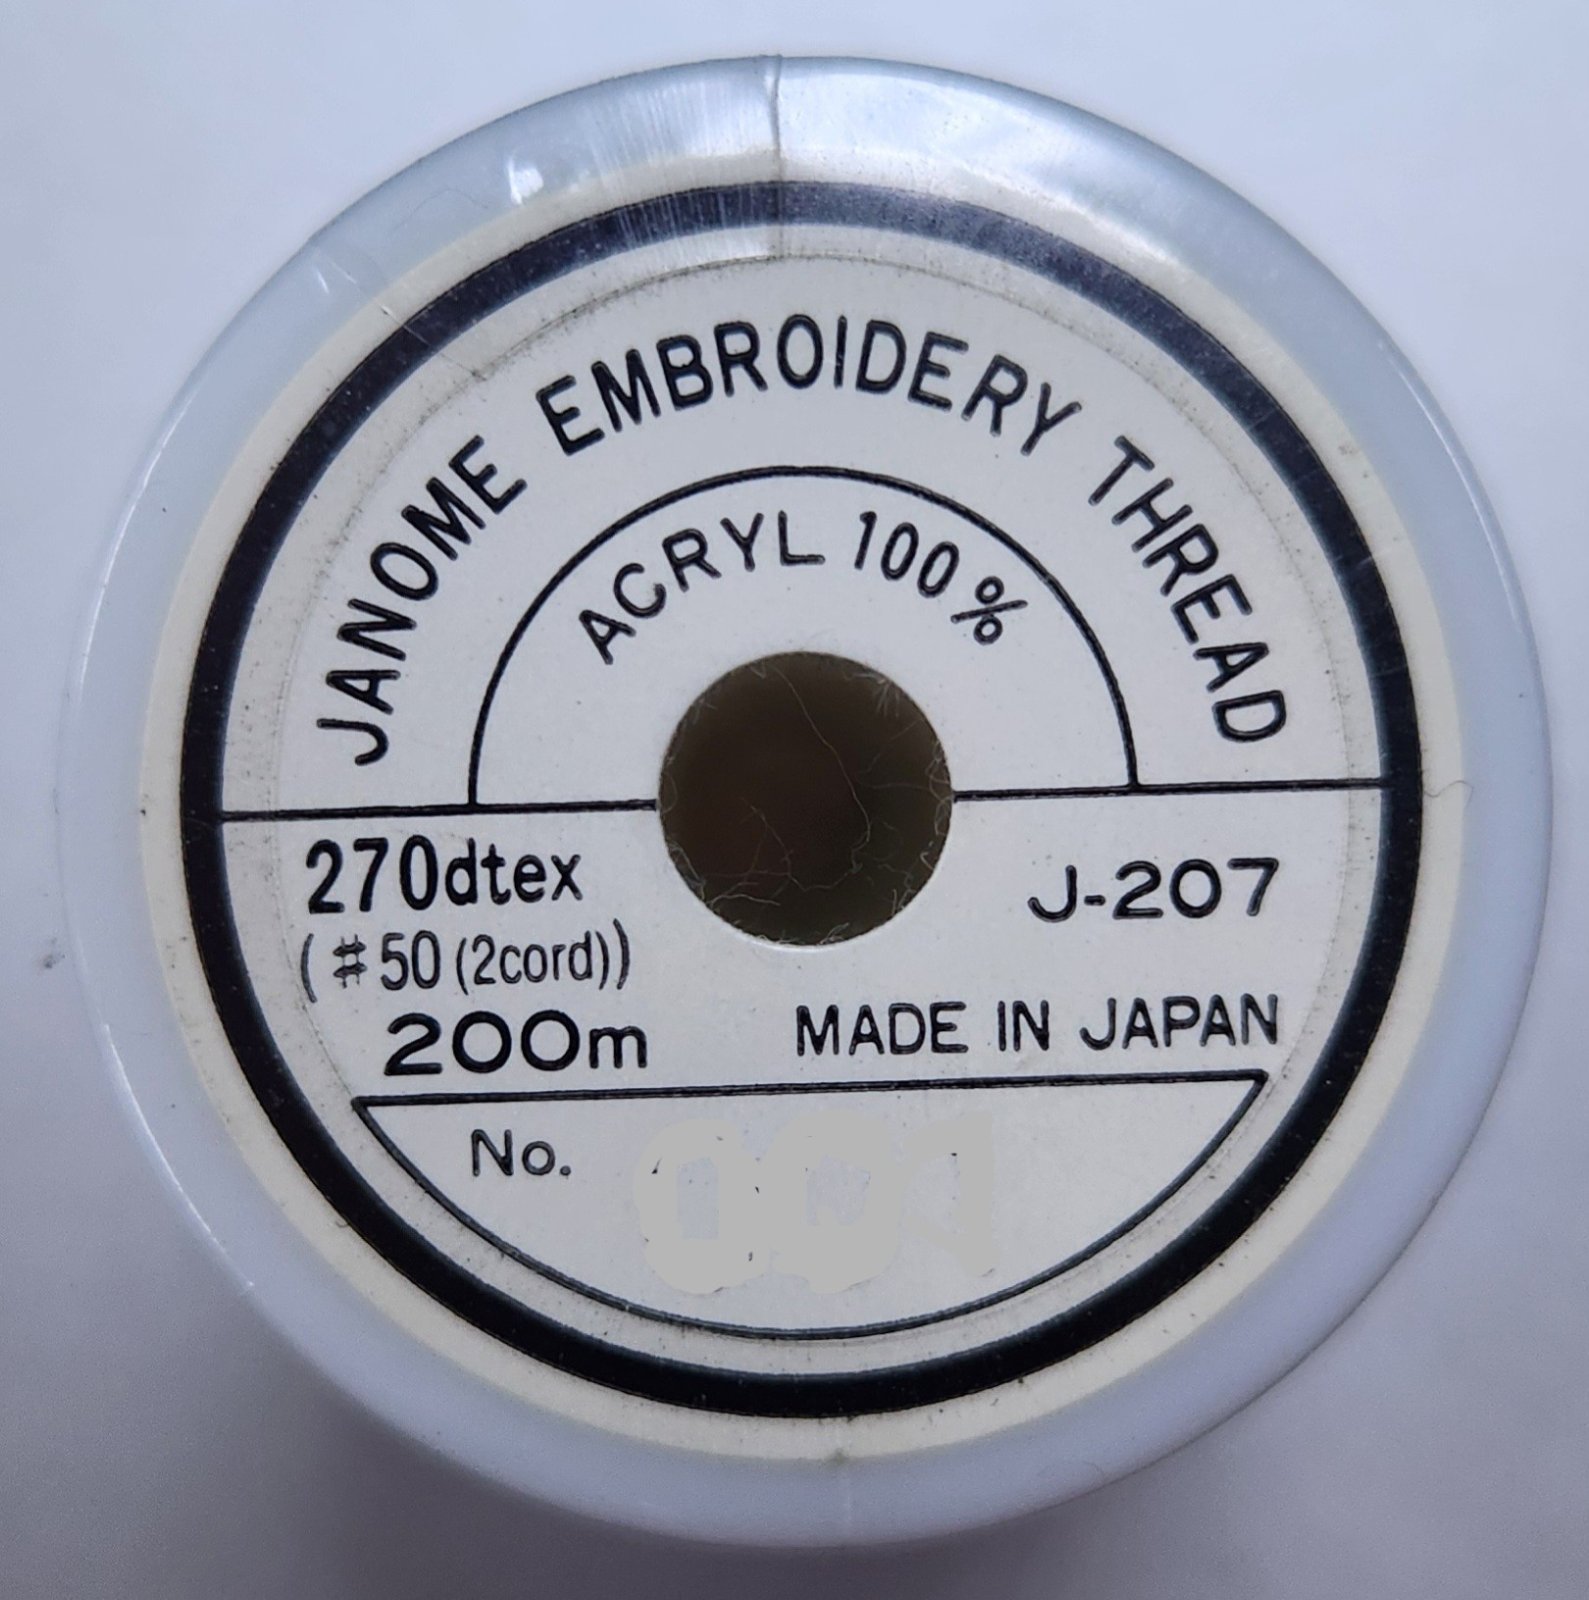 JANOME EMBROIDERY THREAD
ACRYL 100%
270dtex
(#50 (2cord))
200m
J-207
MADE IN JAPAN
No.